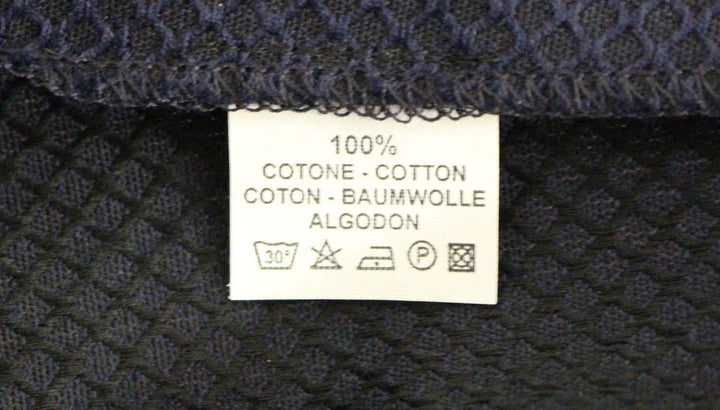 100%
COTONE - COTTON
COTON - BAUMWOLLE
ALGODON
30° P